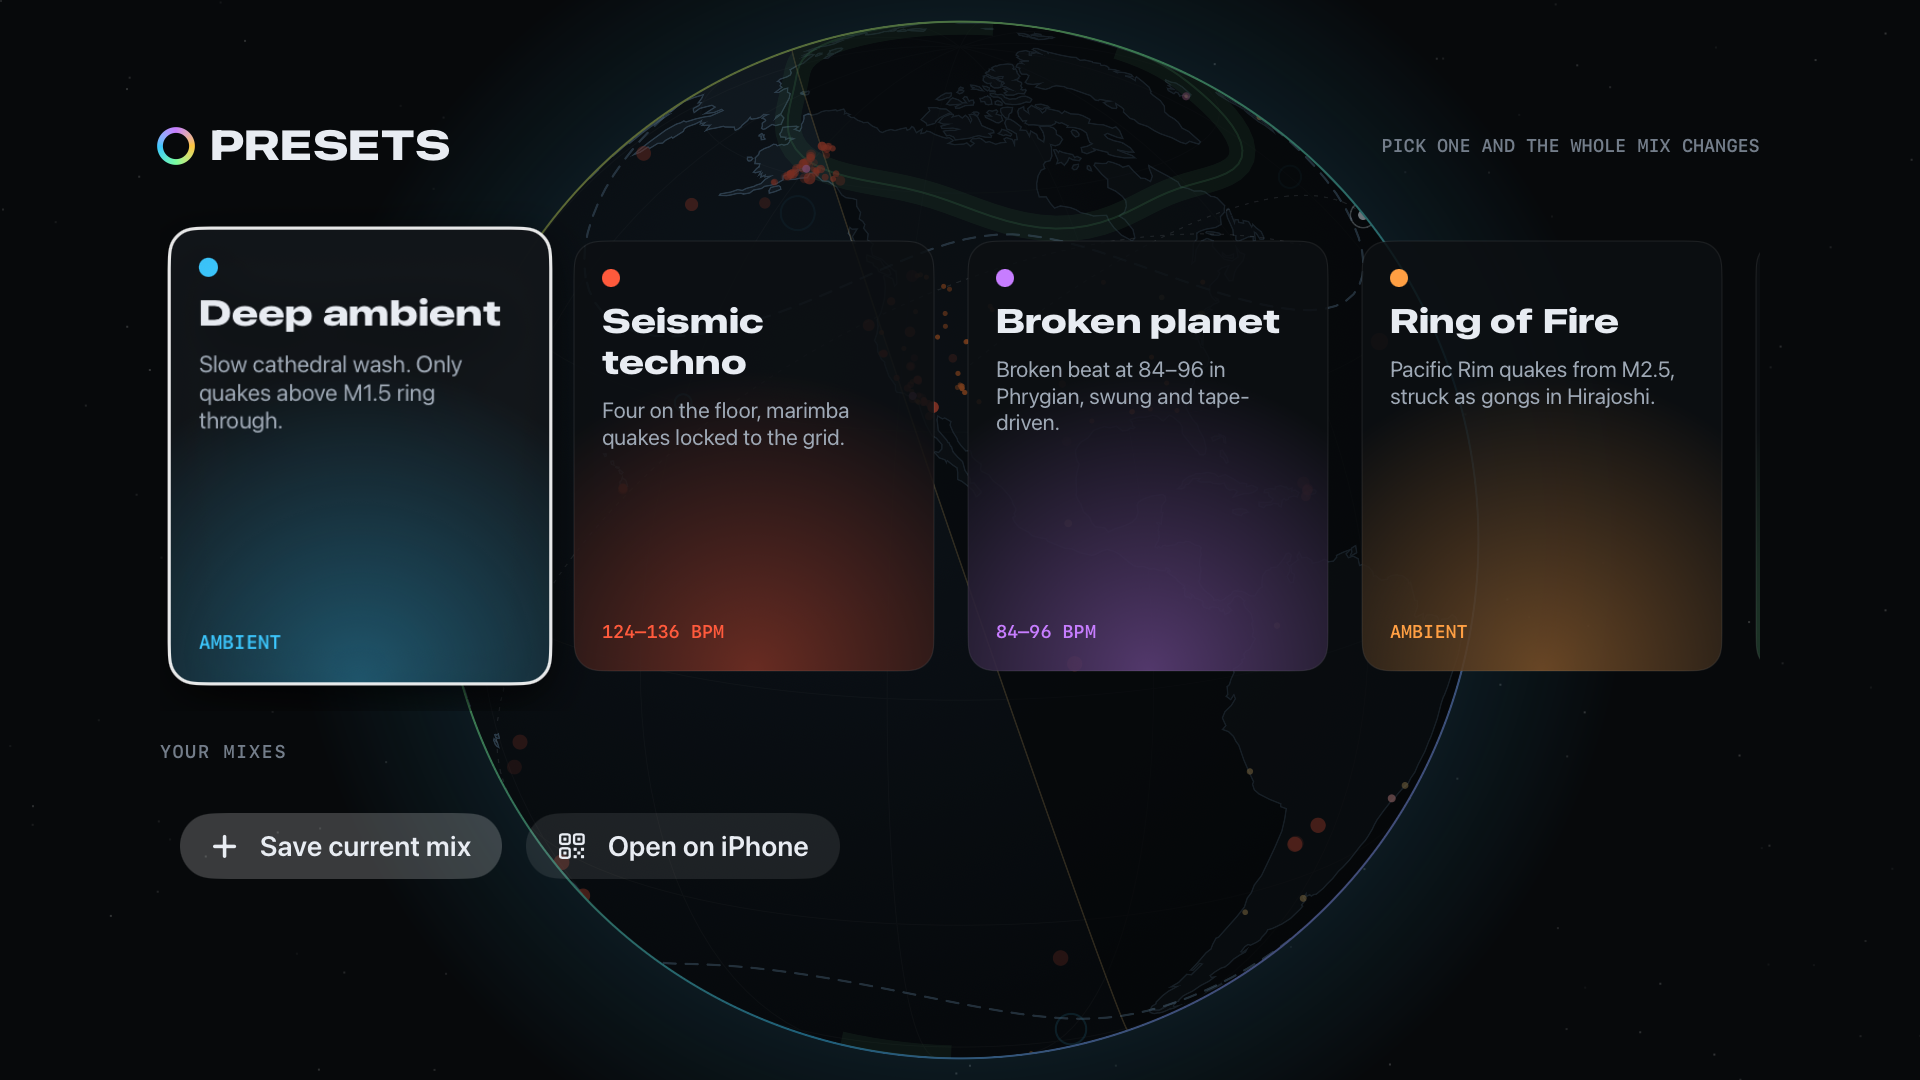 PRESETS
PICK ONE AND THE WHOLE MIX CHANGES
Deep ambient
Slow cathedral wash. Only
quakes above M1.5 ring
through.
AMBIENT
Seismic
techno
Four on the floor, marimba
quakes locked to the grid.
124–136 BPM
Broken planet
Broken beat at 84–96 in
Phrygian, swung and tape-
driven.
84–96 BPM
Ring of Fire
Pacific Rim quakes from M2.5,
struck as gongs in Hirajoshi.
AMBIENT
YOUR MIXES
Save current mix
Open on iPhone